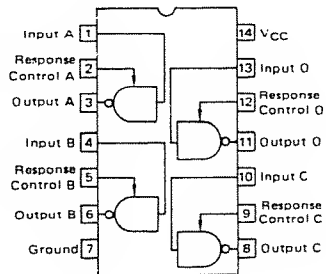 Input A 1
Response
Control A 2
Output A 3
Input B 4
Response
Control B 5
Output B 6
Ground 7
14 VCC
13 Input O
12 Response
Control O
11 Output O
10 Input C
9 Response
Control C
8 Output C